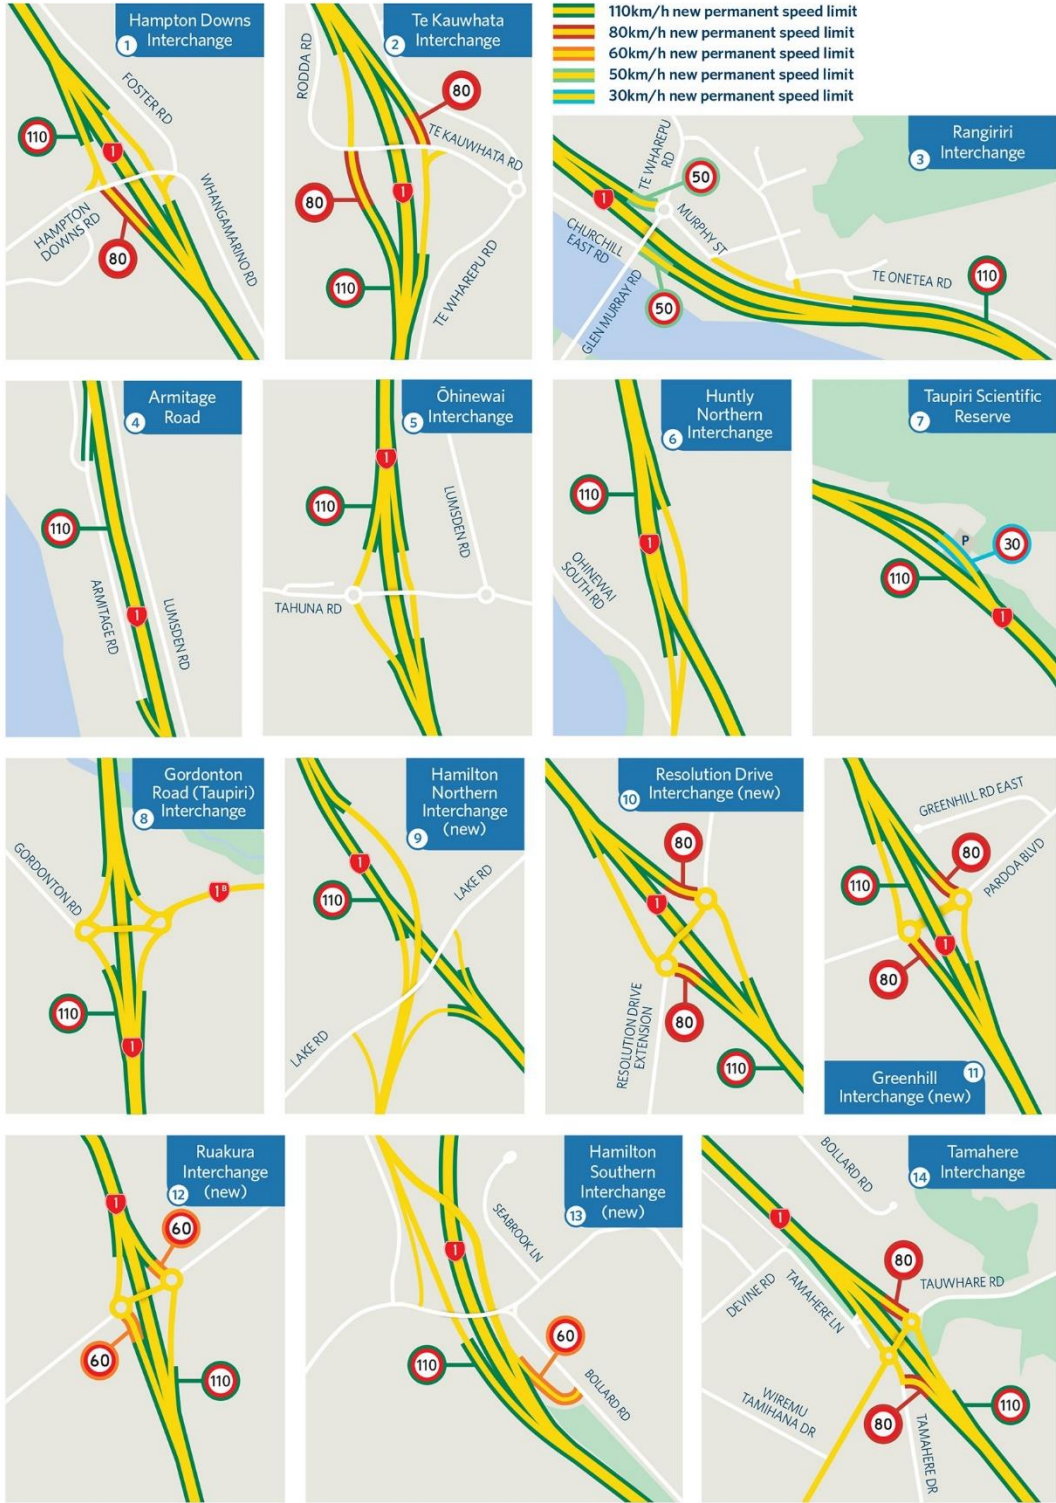 110km/h new permanent speed limit
80km/h new permanent speed limit
60km/h new permanent speed limit
50km/h new permanent speed limit
30km/h new permanent speed limit
Hampton Downs
Interchange
1
FOSTER RD
110
1
WHANGAMARINO RD
HAMPTON
DOWNS RD
80
Te Kauwhata
Interchange
2
RODDA RD
80
TE KAUWHATA RD
80
1
TE WHAREPU RD
110
Rangiriri
Interchange
3
TE WHAREPU
RD
50
1
MURPHY ST
CHURCHILL
EAST RD
GLEN MURRAY RD
50
TE ONETEA RD
110
Armitage
Road
4
110
ARMITAGE RD
1
LUMSDEN RD
Ōhinewai
Interchange
5
1
110
LUMSDEN RD
TAHUNA RD
Huntly
Northern
Interchange
6
110
1
OHINEWAI
SOUTH RD
Taupiri Scientific
Reserve
7
P
30
110
1
Gordonton
Road (Taupiri)
Interchange
8
GORDONTON RD
1B
110
1
Hamilton
Northern
Interchange
(new)
9
1
110
LAKE RD
LAKE RD
Resolution Drive
Interchange (new)
10
80
1
80
RESOLUTION DRIVE
EXTENSION
110
GREENHILL RD EAST
80
PARDOA BLVD
110
1
80
Greenhill
Interchange (new)
11
Ruakura
Interchange
(new)
12
1
60
60
110
Hamilton
Southern
Interchange
(new)
13
SEABROOK LN
1
60
110
BOLLARD RD
Tamahere
Interchange
14
BOLLARD RD
1
80
TAUWHARE RD
DEVINE RD
TAMAHERE LN
WIREMU
TAMIHANA DR
80
TAMAHERE DR
110